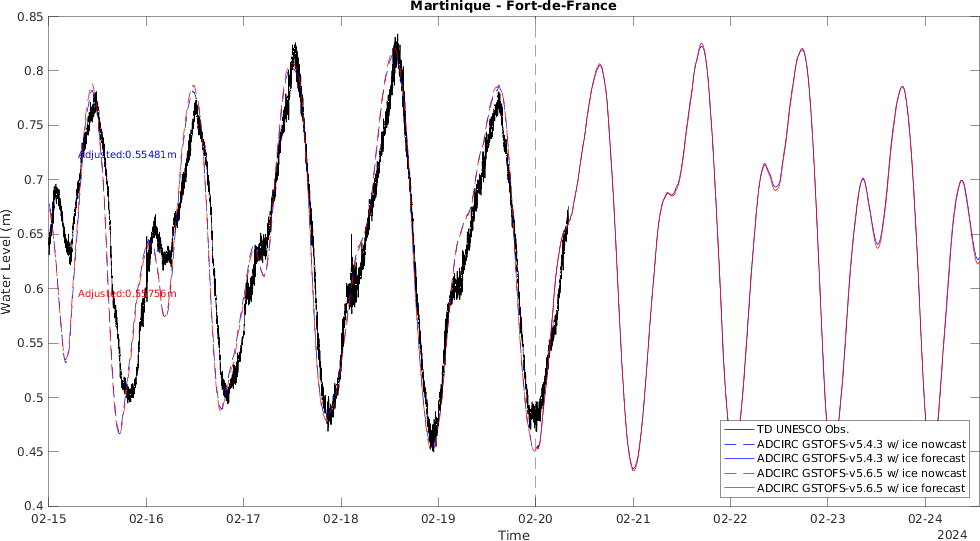 Martinique - Fort-de-France
0.85
0.8
0.75
Adjusted:0.55481m
0.7
0.65
0.6
Adjusted:0.55756m
0.55
0.5
0.45
0.4
Water Level (m)
TD UNESCO Obs.
ADCIRC GSTOFS-v5.4.3 w/ ice nowcast
ADCIRC GSTOFS-v5.4.3 w/ ice forecast
ADCIRC GSTOFS-v5.6.5 w/ ice nowcast
ADCIRC GSTOFS-v5.6.5 w/ ice forecast
02-15 02-16 02-17 02-18 02-19 02-20 02-21 02-22 02-23 02-24
Time
2024